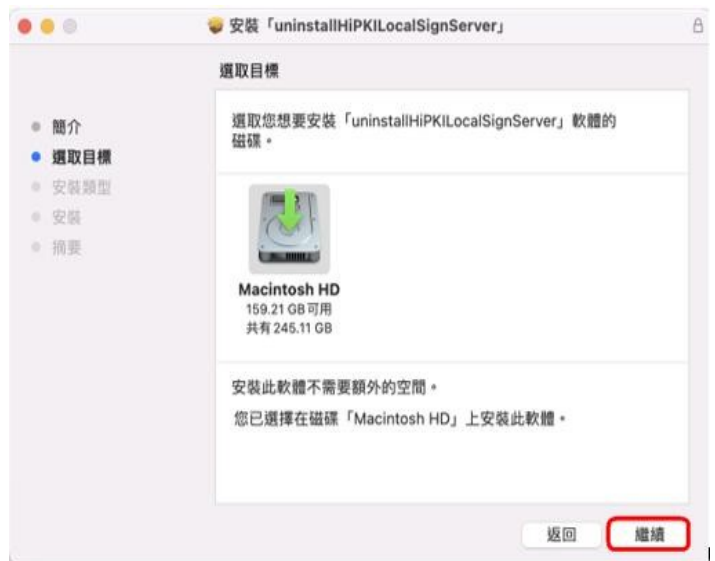 安裝「uninstallHiPKILocalSignServer」
選取目標
簡介
選取目標
安裝類型
安裝
摘要
選取您想要安裝「uninstallHiPKILocalSignServer」軟體的
磁碟。
Macintosh HD
159.21 GB 可用
共有 245.11 GB
安裝此軟體不需要額外的空間。
您已選擇在磁碟「Macintosh HD」上安裝此軟體。
返回
繼續